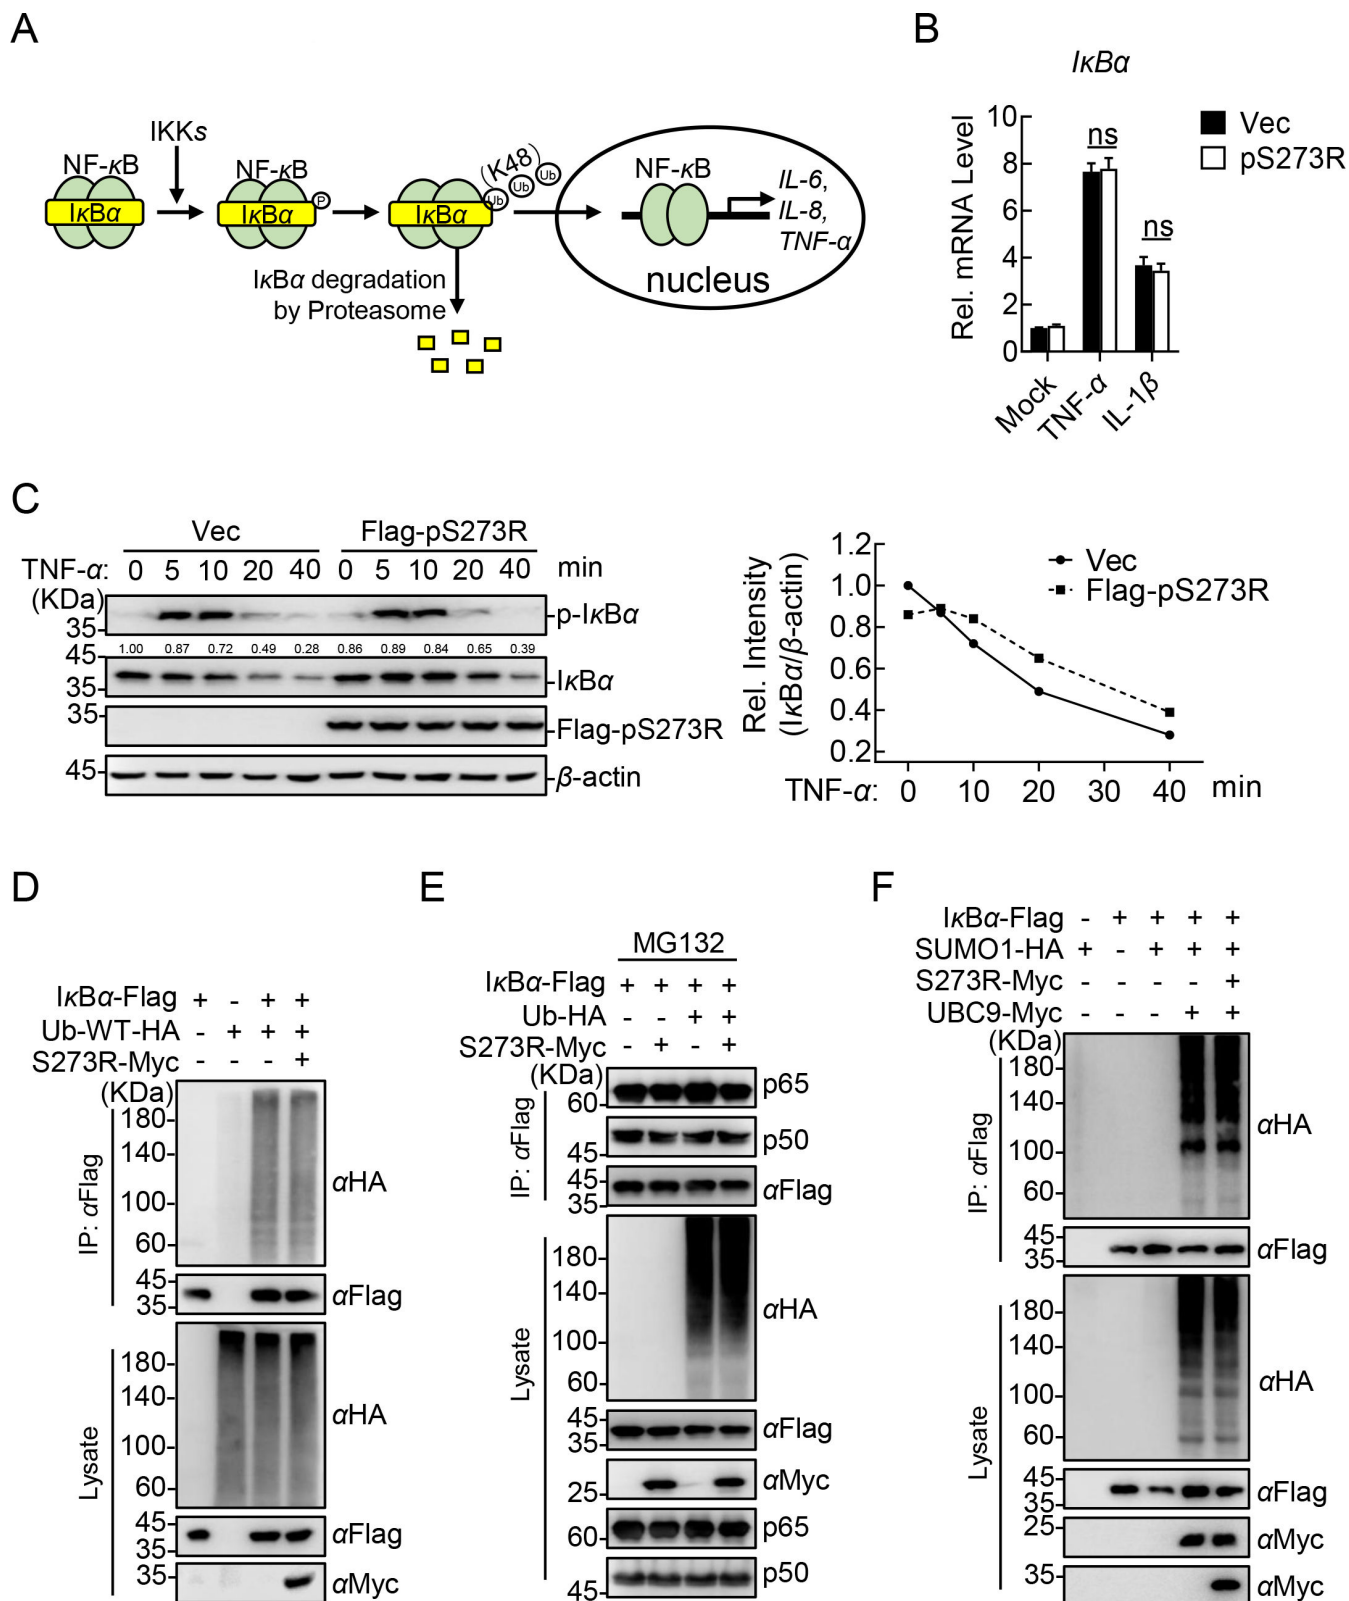 A
IKKs
NF-κB
IκBα
NF-κB
IκBα
P
IκBα
(K48)
Ub
Ub
Ub
IκBα degradation
by Proteasome
NF-κB
IL-6,
IL-8,
TNF-α
nucleus
B
IκBα
Rel. mRNA Level
10
8
6
4
2
0
ns
ns
Vec
pS273R
Mock
TNF-α
IL-1β
C
Vec
Flag-pS273R
TNF-α: 0 5 10 20 40 0 5 10 20 40 min
(KDa)
35
p-IκBα
1.00 0.87 0.72 0.49 0.28 0.86 0.89 0.84 0.65 0.39
45
35
IκBα
35
Flag-pS273R
45
β-actin
Rel. Intensity
(IκBα/β-actin)
1.2
1.0
0.8
0.6
0.4
0.2
Vec
Flag-pS273R
TNF-α: 0 10 20 30 40 min
D
IκBα-Flag + - + +
Ub-WT-HA - + + +
S273R-Myc - - - +
(KDa)
IP: αFlag
180
140
100
60
αHA
45
35
αFlag
Lysate
180
140
100
60
αHA
45
35
αFlag
35
αMyc
E
MG132
IκBα-Flag + + + +
Ub-HA - - + +
S273R-Myc - + - +
(KDa)
IP: αFlag
60
p65
45
p50
45
35
αFlag
Lysate
180
140
100
60
αHA
45
35
αFlag
25
αMyc
60
p65
45
p50
F
IκBα-Flag - + + + +
SUMO1-HA + - + + +
S273R-Myc - - - - +
UBC9-Myc - - - + +
(KDa)
IP: αFlag
180
140
100
60
αHA
45
35
αFlag
Lysate
180
140
100
60
αHA
45
35
αFlag
25
αMyc
35
αMyc